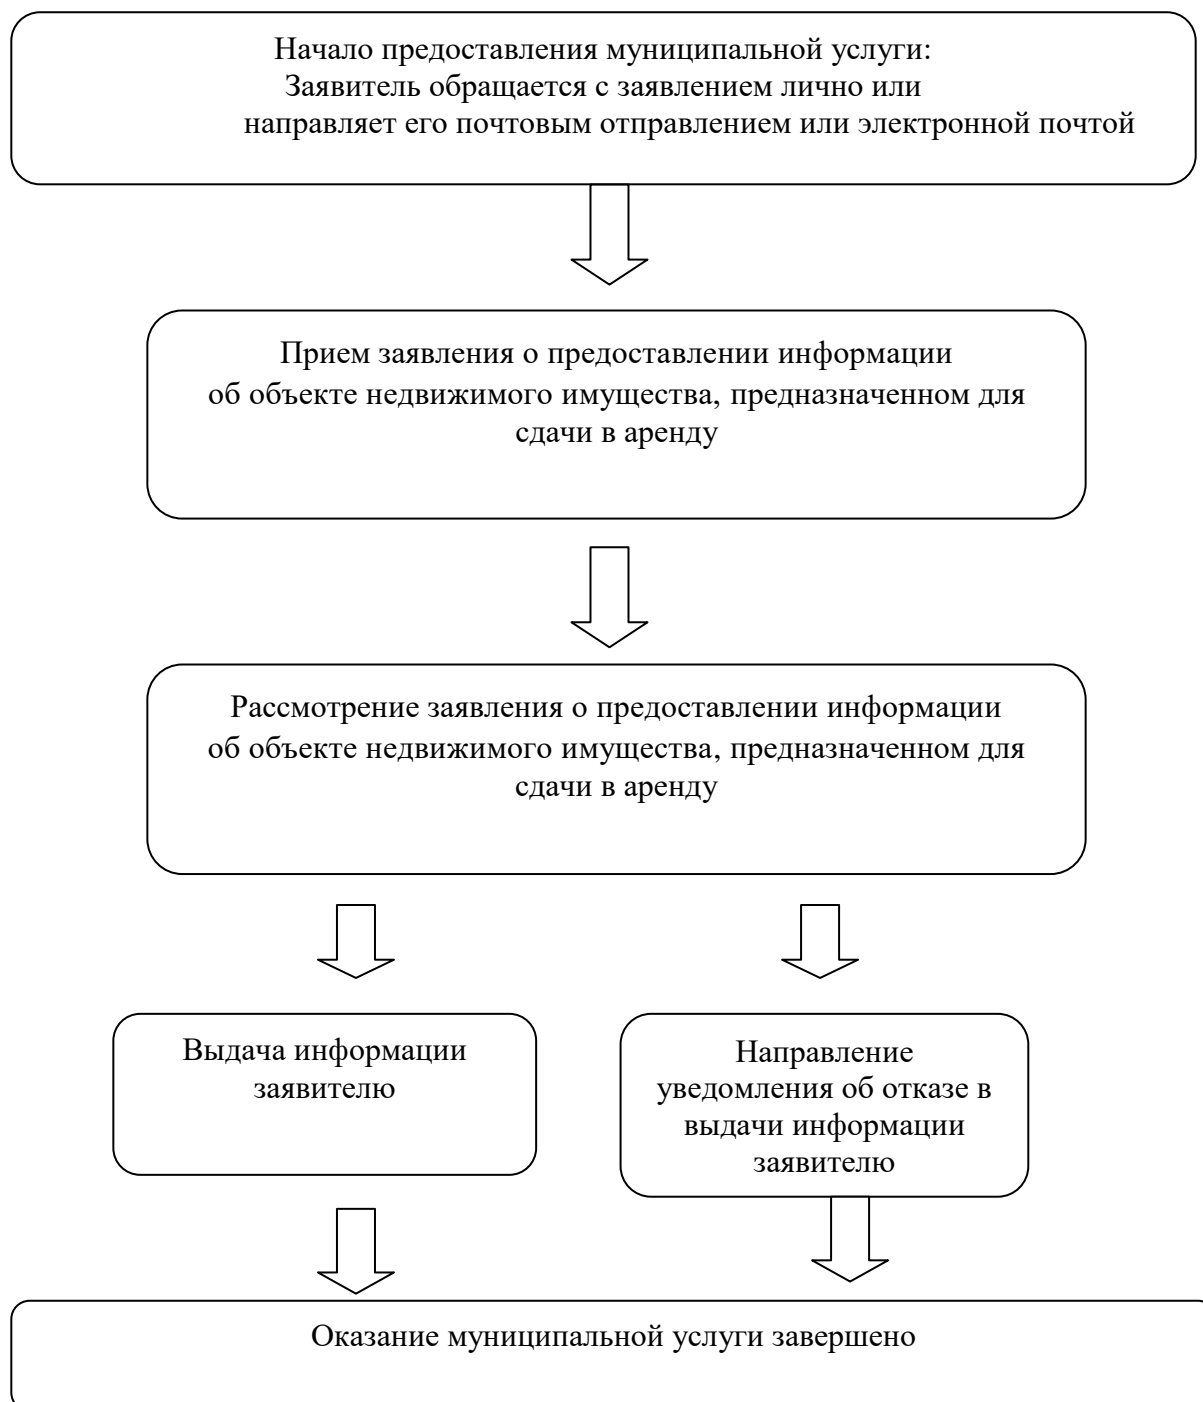 Начало предоставления муниципальной услуги:
Заявитель обращается с заявлением лично или
направляет его почтовым отправлением или электронной почтой
Прием заявления о предоставлении информации
об объекте недвижимого имущества, предназначенном для
сдачи в аренду
Рассмотрение заявления о предоставлении информации
об объекте недвижимого имущества, предназначенном для
сдачи в аренду
Выдача информации
заявителю
Направление
уведомления об отказе в
выдачи информации
заявителю
Оказание муниципальной услуги завершено